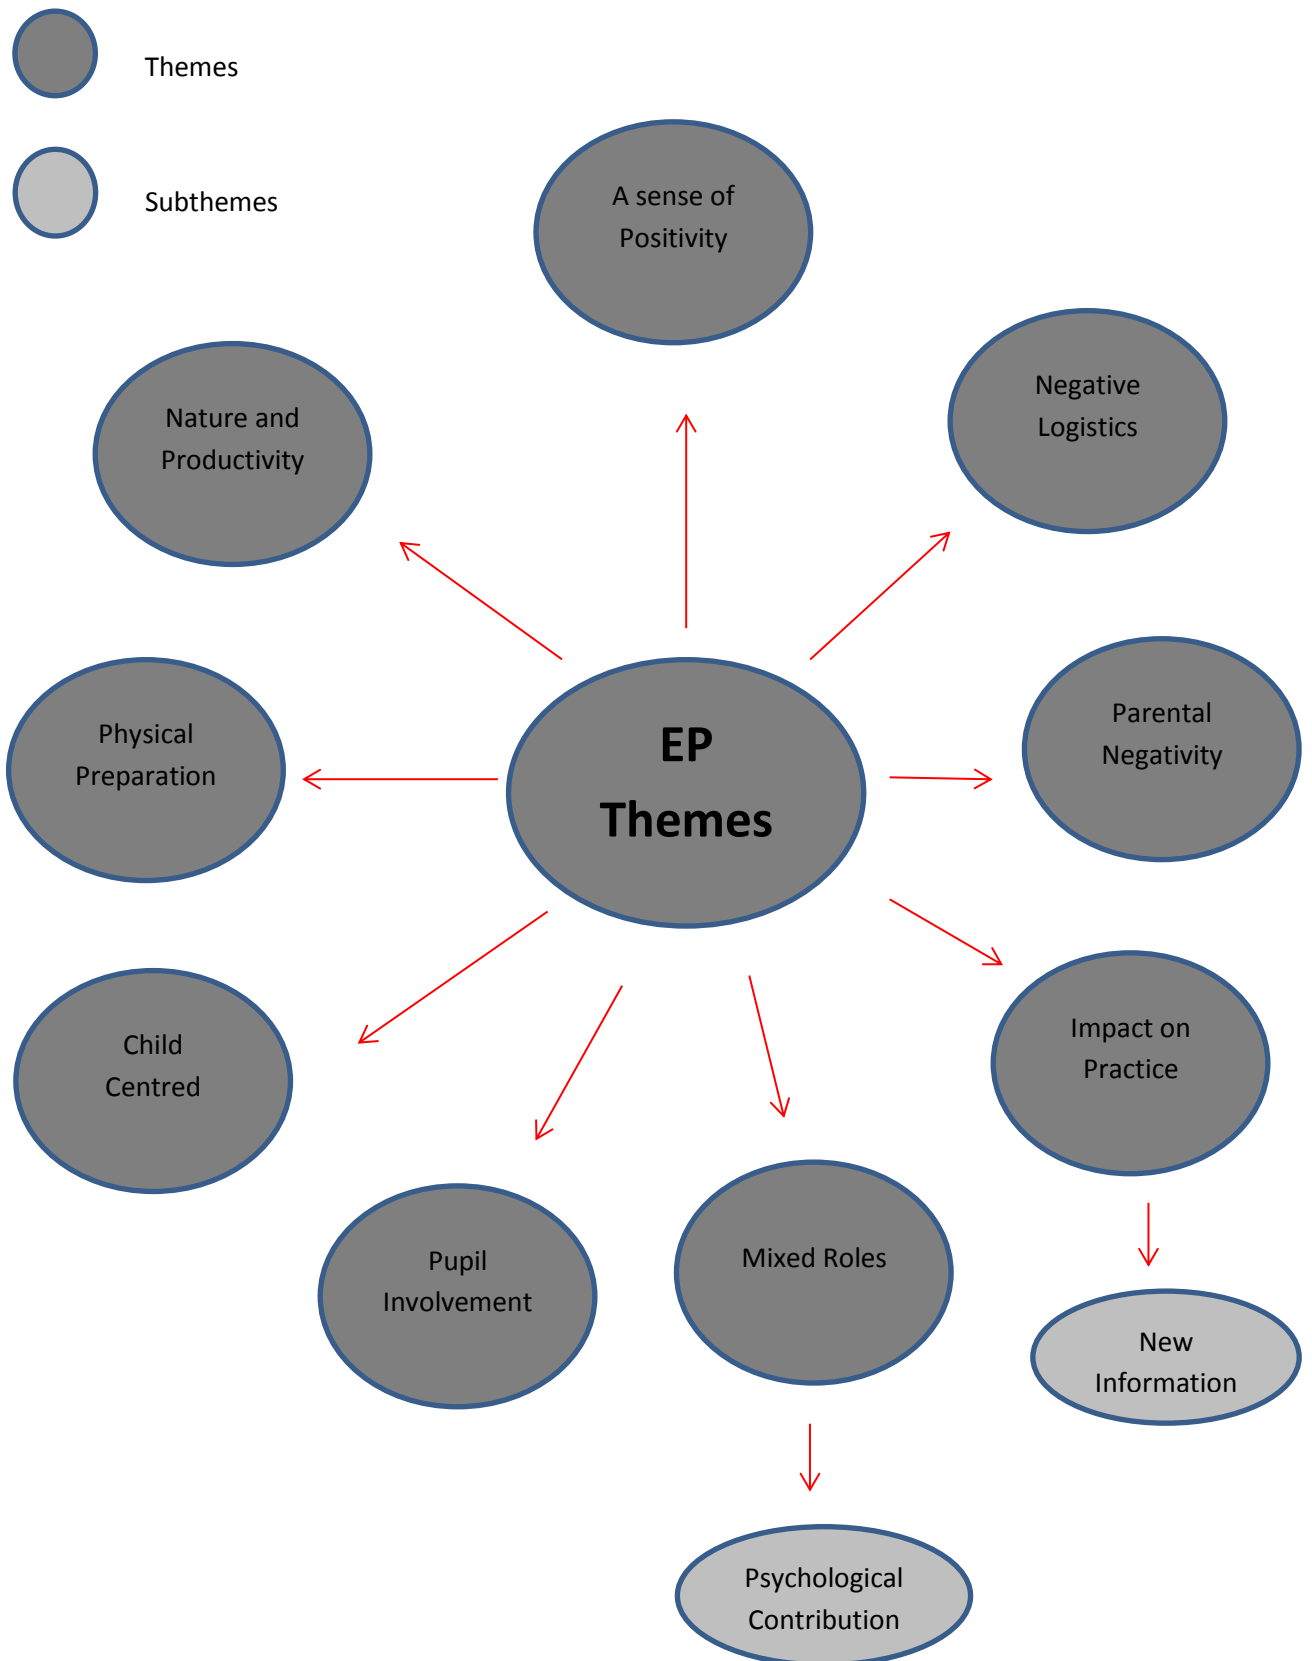 Themes
Subthemes
A sense of
Positivity
Negative
Logistics
Nature and
Productivity
Parental
Negativity
Physical
Preparation
EP
Themes
Impact on
Practice
Child
Centred
Pupil
Involvement
Mixed Roles
New
Information
Psychological
Contribution